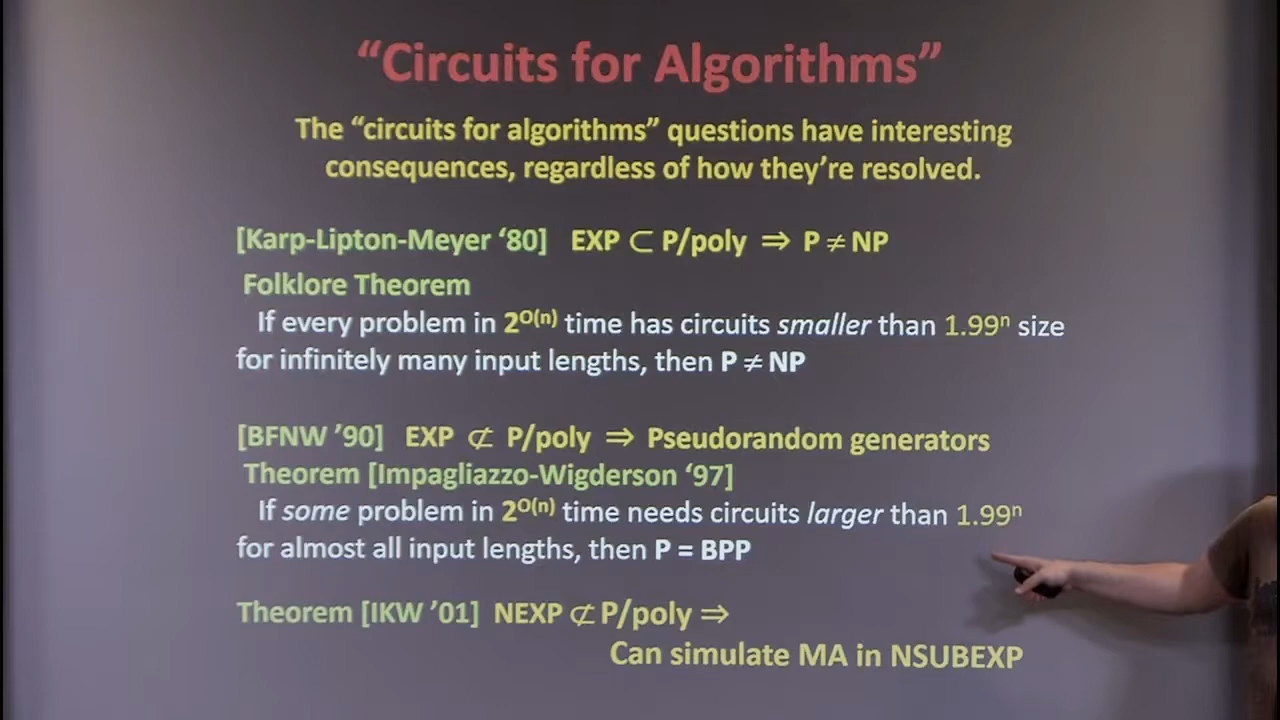 “Circuits for Algorithms”
The “circuits for algorithms” questions have interesting
consequences, regardless of how they’re resolved.
[Karp-Lipton-Meyer ‘80] EXP ⊂ P/poly ⇒ P ≠ NP
Folklore Theorem
If every problem in 2^O(n) time has circuits smaller than 1.99ⁿ size
for infinitely many input lengths, then P ≠ NP
[BFNW ’90] EXP ⊄ P/poly ⇒ Pseudorandom generators
Theorem [Impagliazzo-Wigderson ‘97]
If some problem in 2^O(n) time needs circuits larger than 1.99ⁿ
for almost all input lengths, then P = BPP
Theorem [IKW ’01] NEXP ⊄ P/poly ⇒
Can simulate MA in NSUBEXP